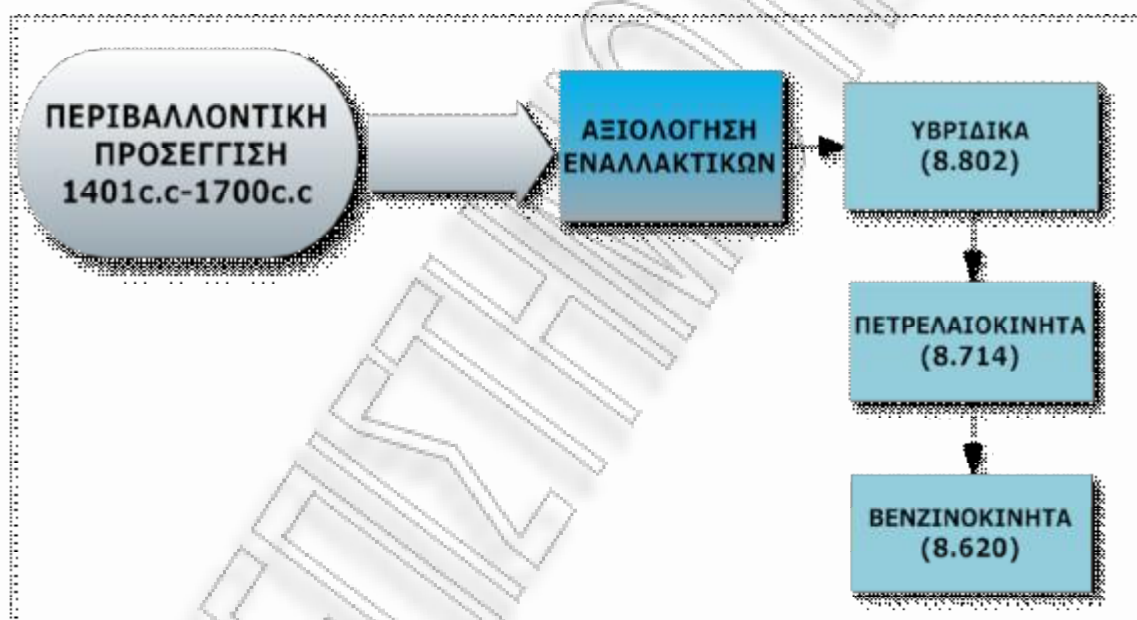 ΠΕΡΙΒΑΛΛΟΝΤΙΚΗ
ΠΡΟΣΕΓΓΙΣΗ
1401c.c-1700c.c
ΑΞΙΟΛΟΓΗΣΗ
ΕΝΑΛΛΑΚΤΙΚΩΝ
ΥΒΡΙΔΙΚΑ
(8.802)
ΠΕΤΡΕΛΑΙΟΚΙΝΗΤΑ
(8.714)
ΒΕΝΖΙΝΟΚΙΝΗΤΑ
(8.620)